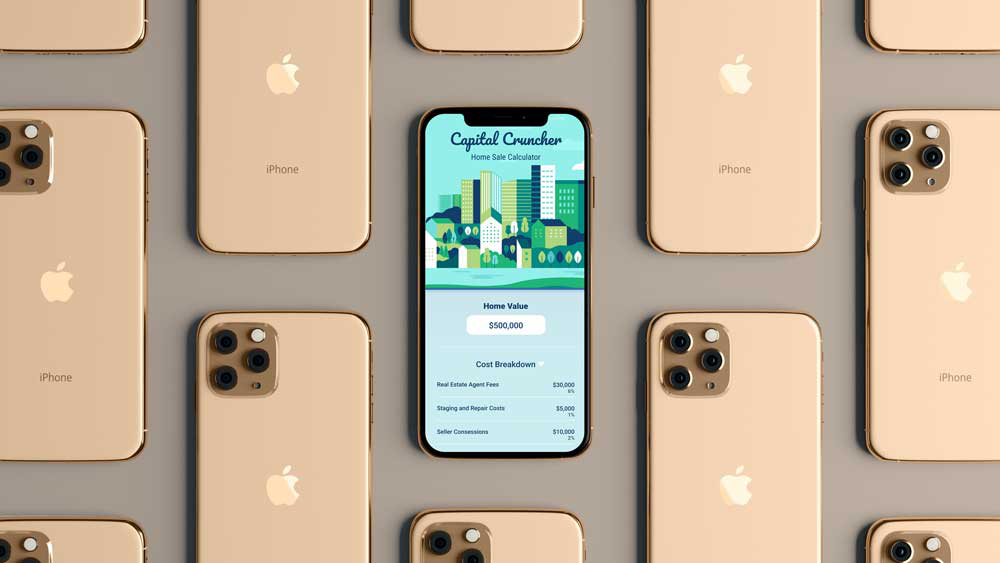 iPhone
iPhone
iPhone
iPhone
Capital Cruncher
Home Sale Calculator
Home Value
$500,000
Cost Breakdown
Real Estate Agent Fees $30,000
6%
Staging and Repair Costs $5,000
1%
Seller Consessions $10,000
2%